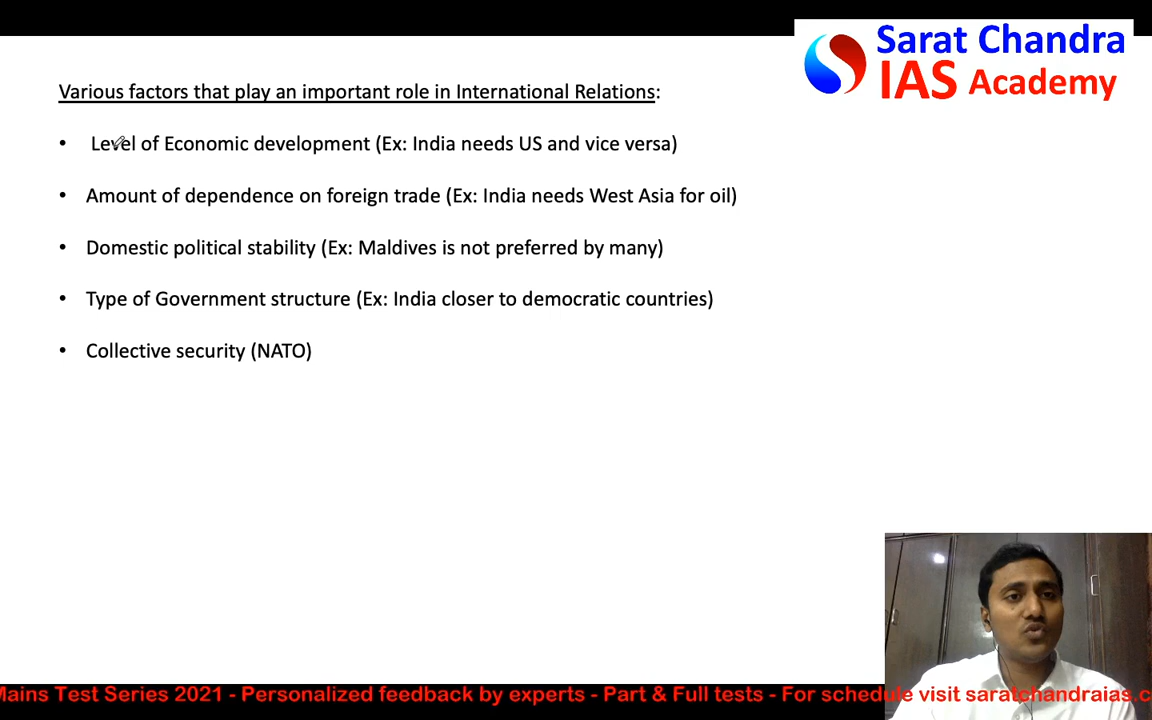 Sarat Chandra
IAS Academy
Various factors that play an important role in International Relations:
• Level of Economic development (Ex: India needs US and vice versa)
• Amount of dependence on foreign trade (Ex: India needs West Asia for oil)
• Domestic political stability (Ex: Maldives is not preferred by many)
• Type of Government structure (Ex: India closer to democratic countries)
• Collective security (NATO)
Mains Test Series 2021 - Personalized feedback by experts - Part & Full tests - For schedule visit saratchandraias.c